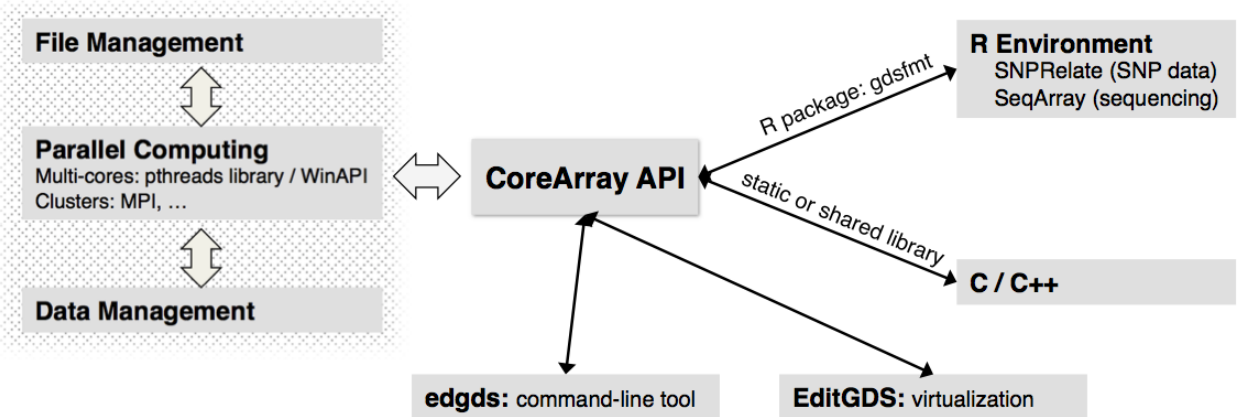 File Management
Parallel Computing
Multi-cores: pthreads library / WinAPI
Clusters: MPI, …
Data Management
CoreArray API
R package: gdsfmt
static or shared library
R Environment
SNPRelate (SNP data)
SeqArray (sequencing)
C / C++
edgds: command-line tool
EditGDS: virtualization